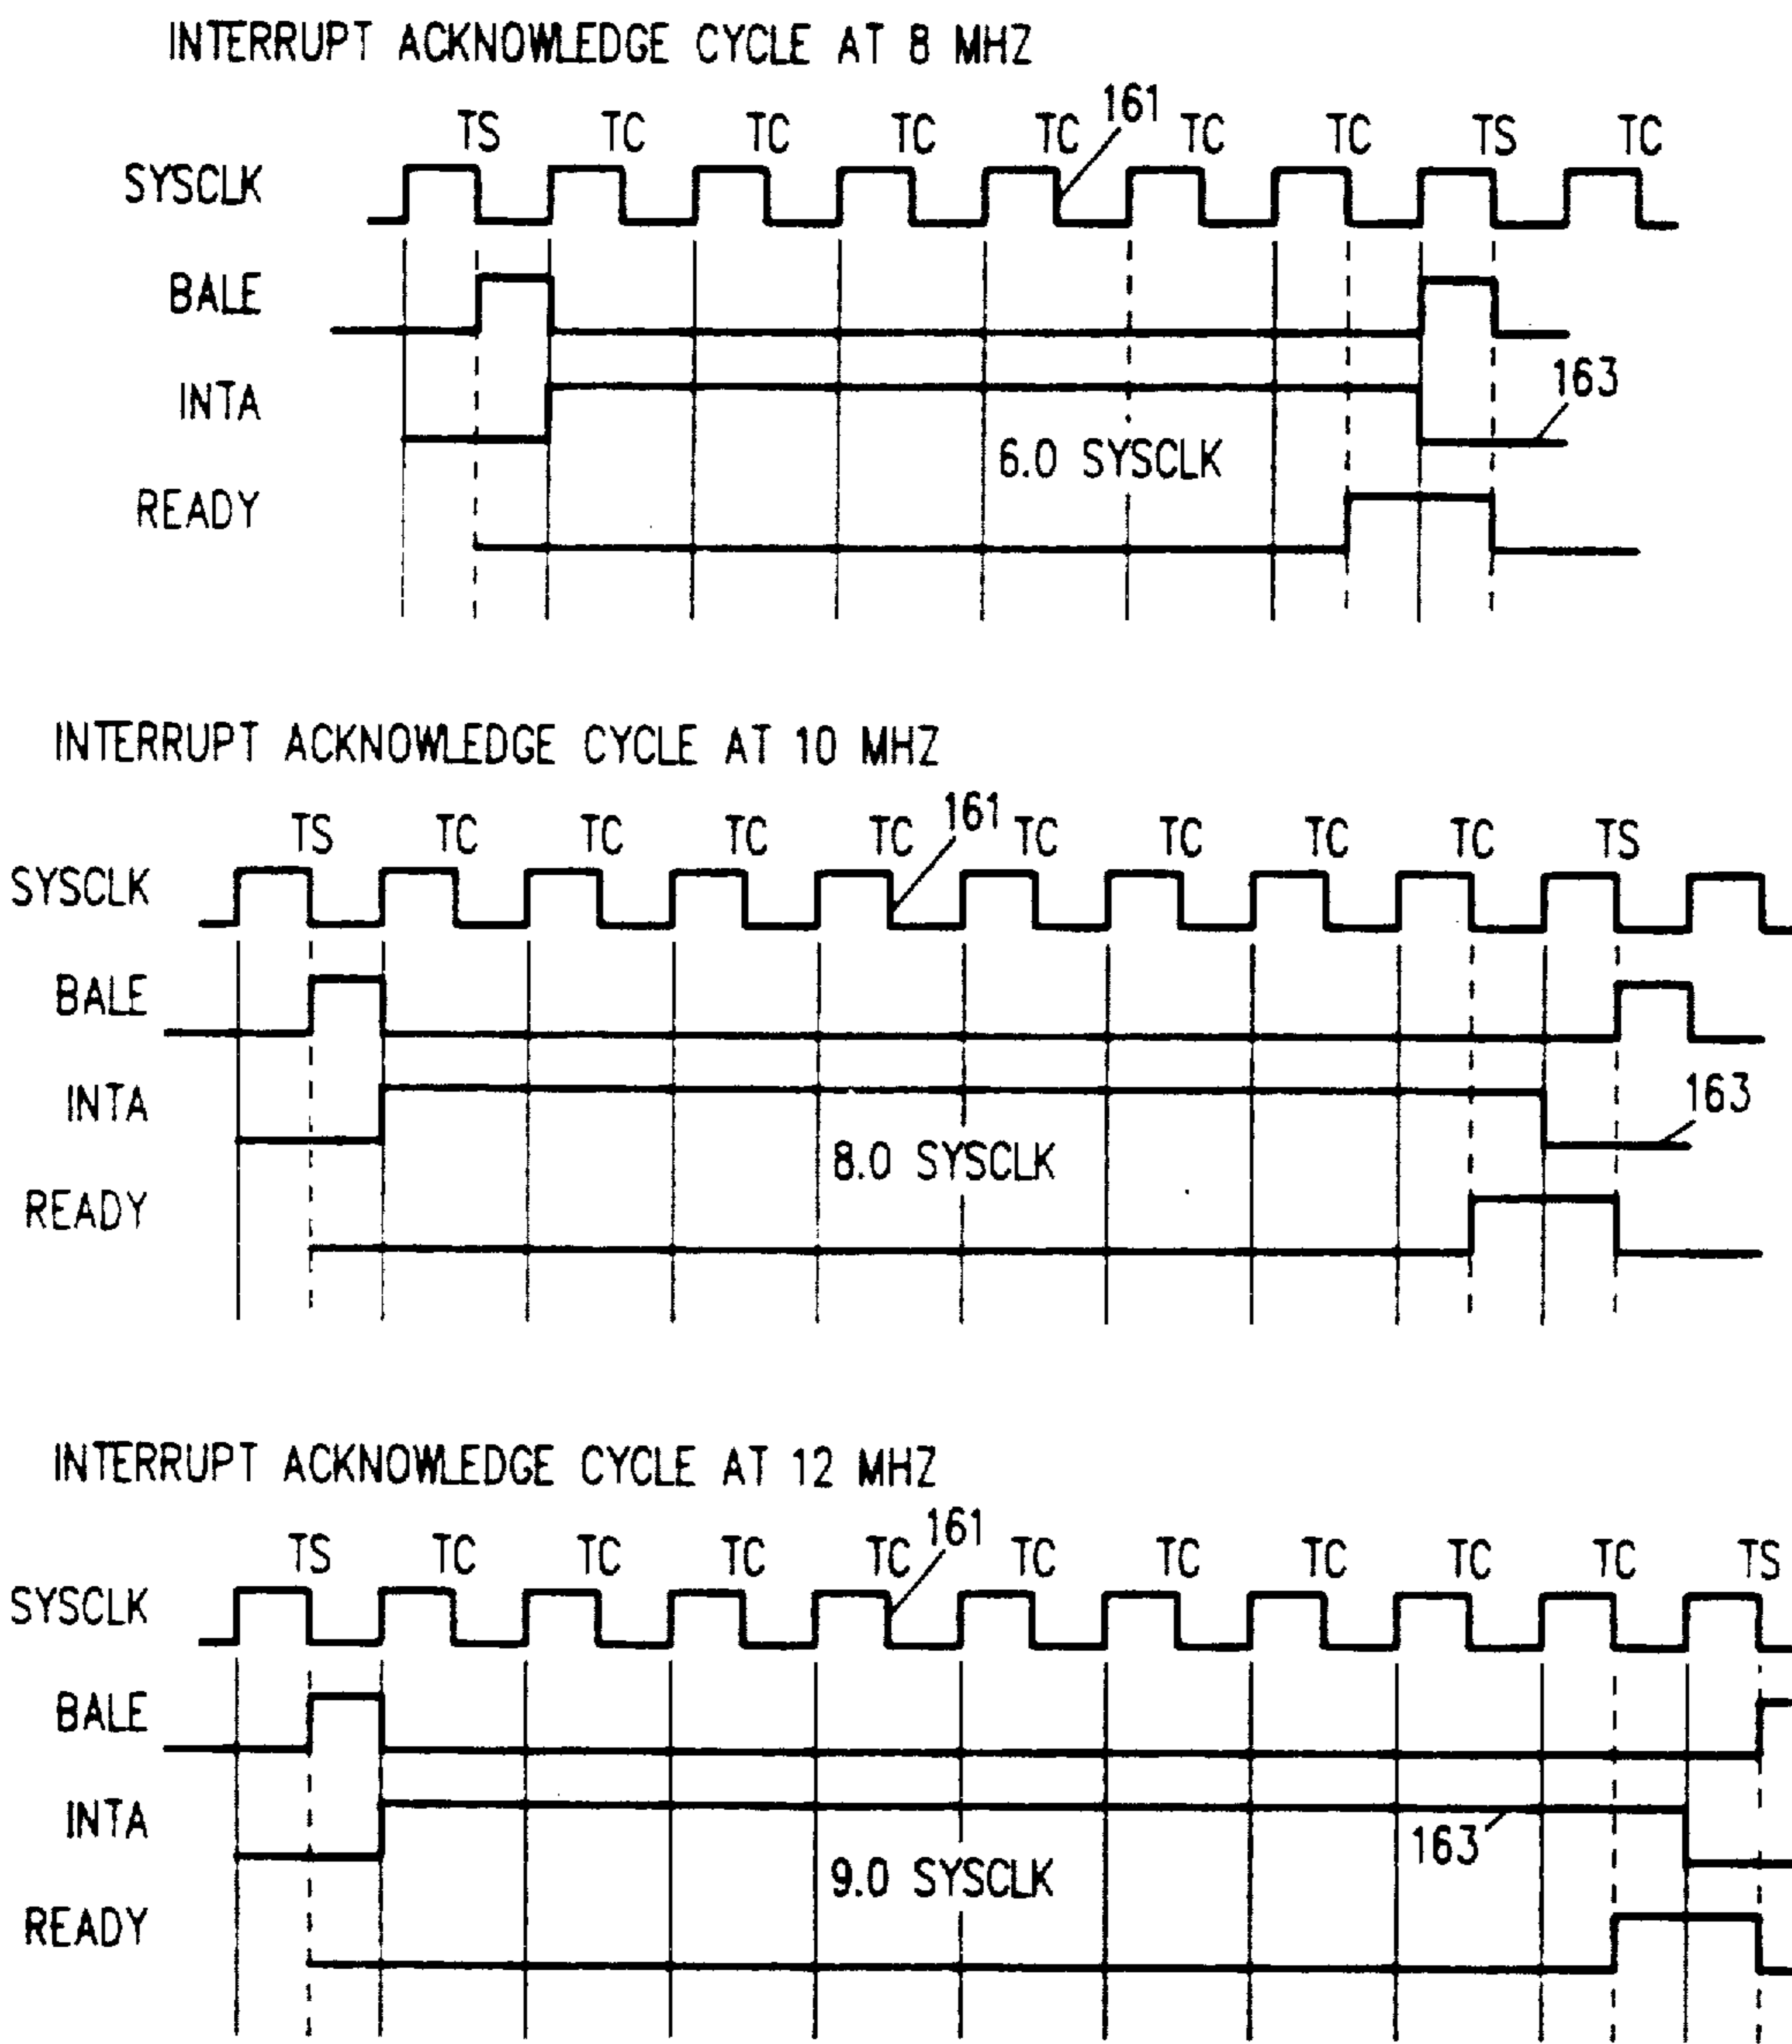 INTERRUPT ACKNOWLEDGE CYCLE AT 8 MHZ
161
TS TC TC TC TC TC TC TS TC
SYSCLK
BALE
INTA
163
6.0 SYSCLK
READY
INTERRUPT ACKNOWLEDGE CYCLE AT 10 MHZ
161
TS TC TC TC TC TC TC TC TC TS
SYSCLK
BALE
INTA
163
8.0 SYSCLK
READY
INTERRUPT ACKNOWLEDGE CYCLE AT 12 MHZ
161
TS TC TC TC TC TC TC TC TC TC TS
SYSCLK
BALE
INTA
163
9.0 SYSCLK
READY